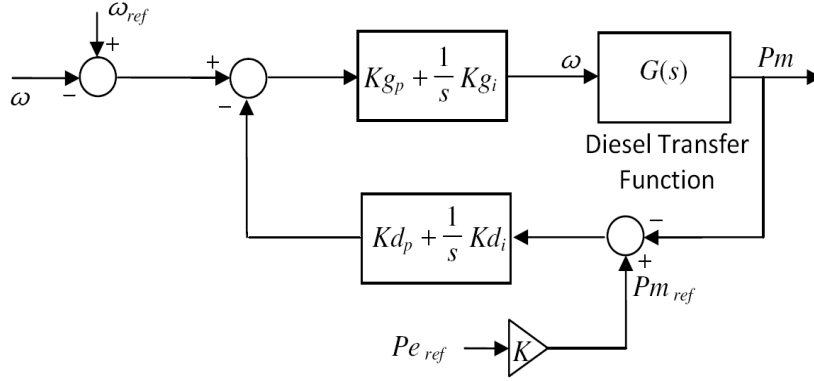 ω_ref
+
ω
−
+
−
Kg_p + 1/s Kg_i
ω
G(s)
Pm
Diesel Transfer
Function
Kd_p + 1/s Kd_i
−
+
Pm_ref
Pe_ref
K